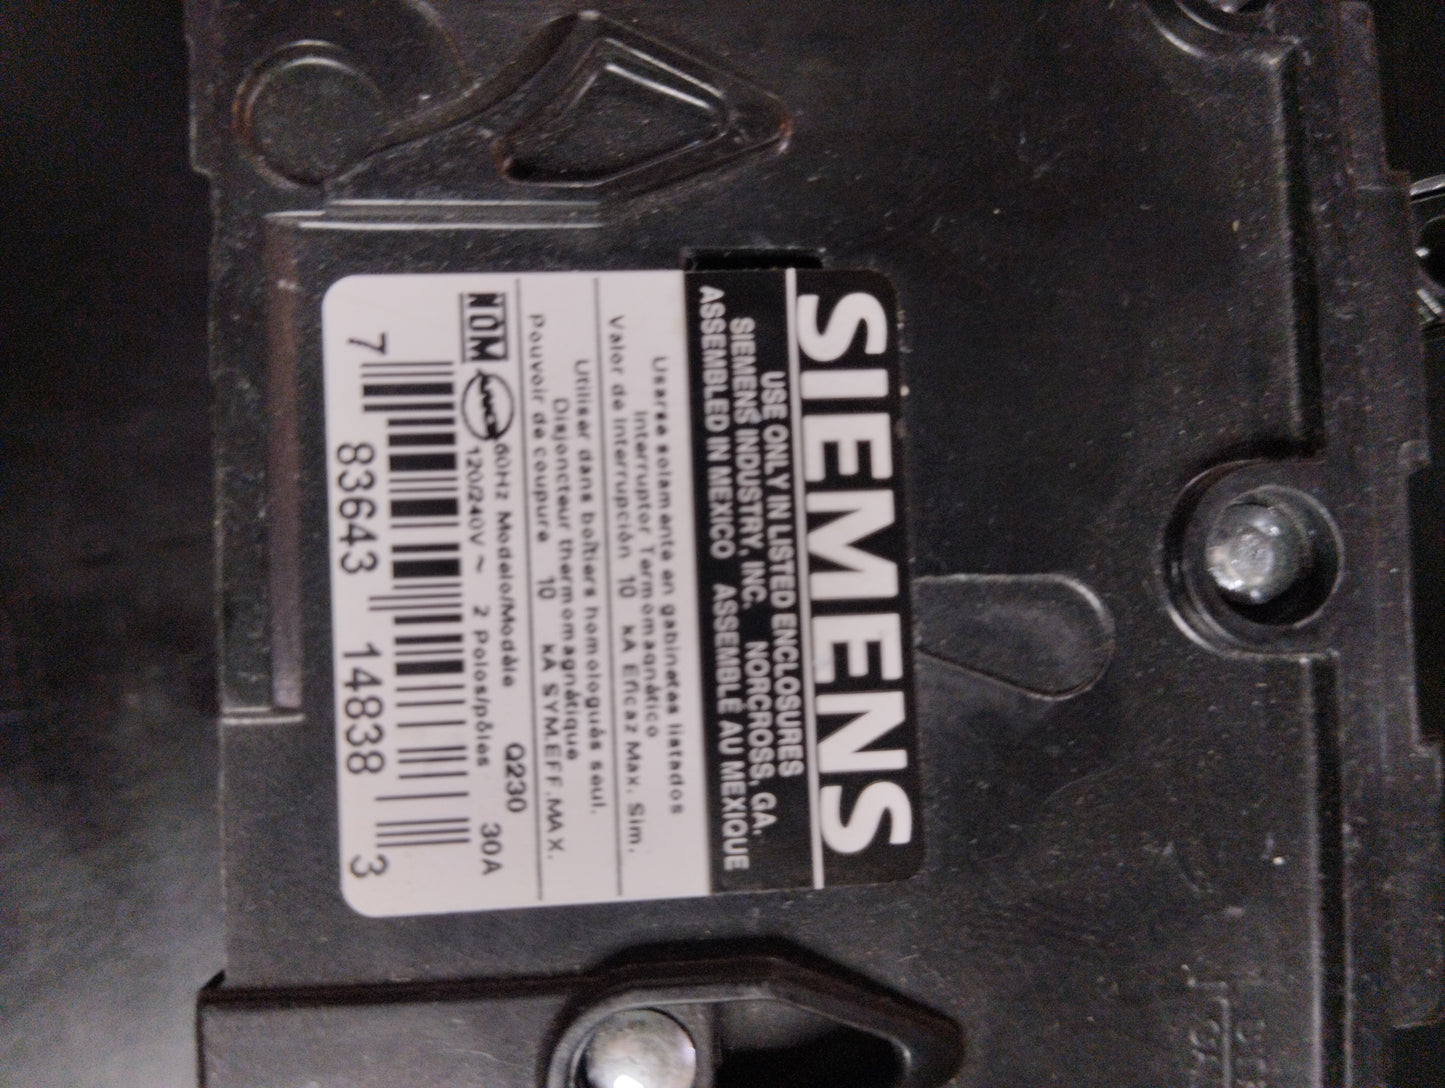 SIEMENS
USE ONLY IN LISTED ENCLOSURES
SIEMENS INDUSTRY, INC. NORCROSS, GA.
ASSEMBLED IN MEXICO ASSEMBLÉ AU MEXIQUE
Usarse solamente en gabinetes listados
Interruptor Termomagnético
Valor de Interrupción 10 kA Eficaz Max. Sim.
Utiliser dans boîtiers homologués seul.
Disjoncteur thermomagnétique
Pouvoir de coupure 10 kA SYM.EFF.MAX.
NOM ANCE 60Hz Modelo/Modèle Q230
120/240V ~ 2 Polos/pôles 30A
7 83643 14838 3